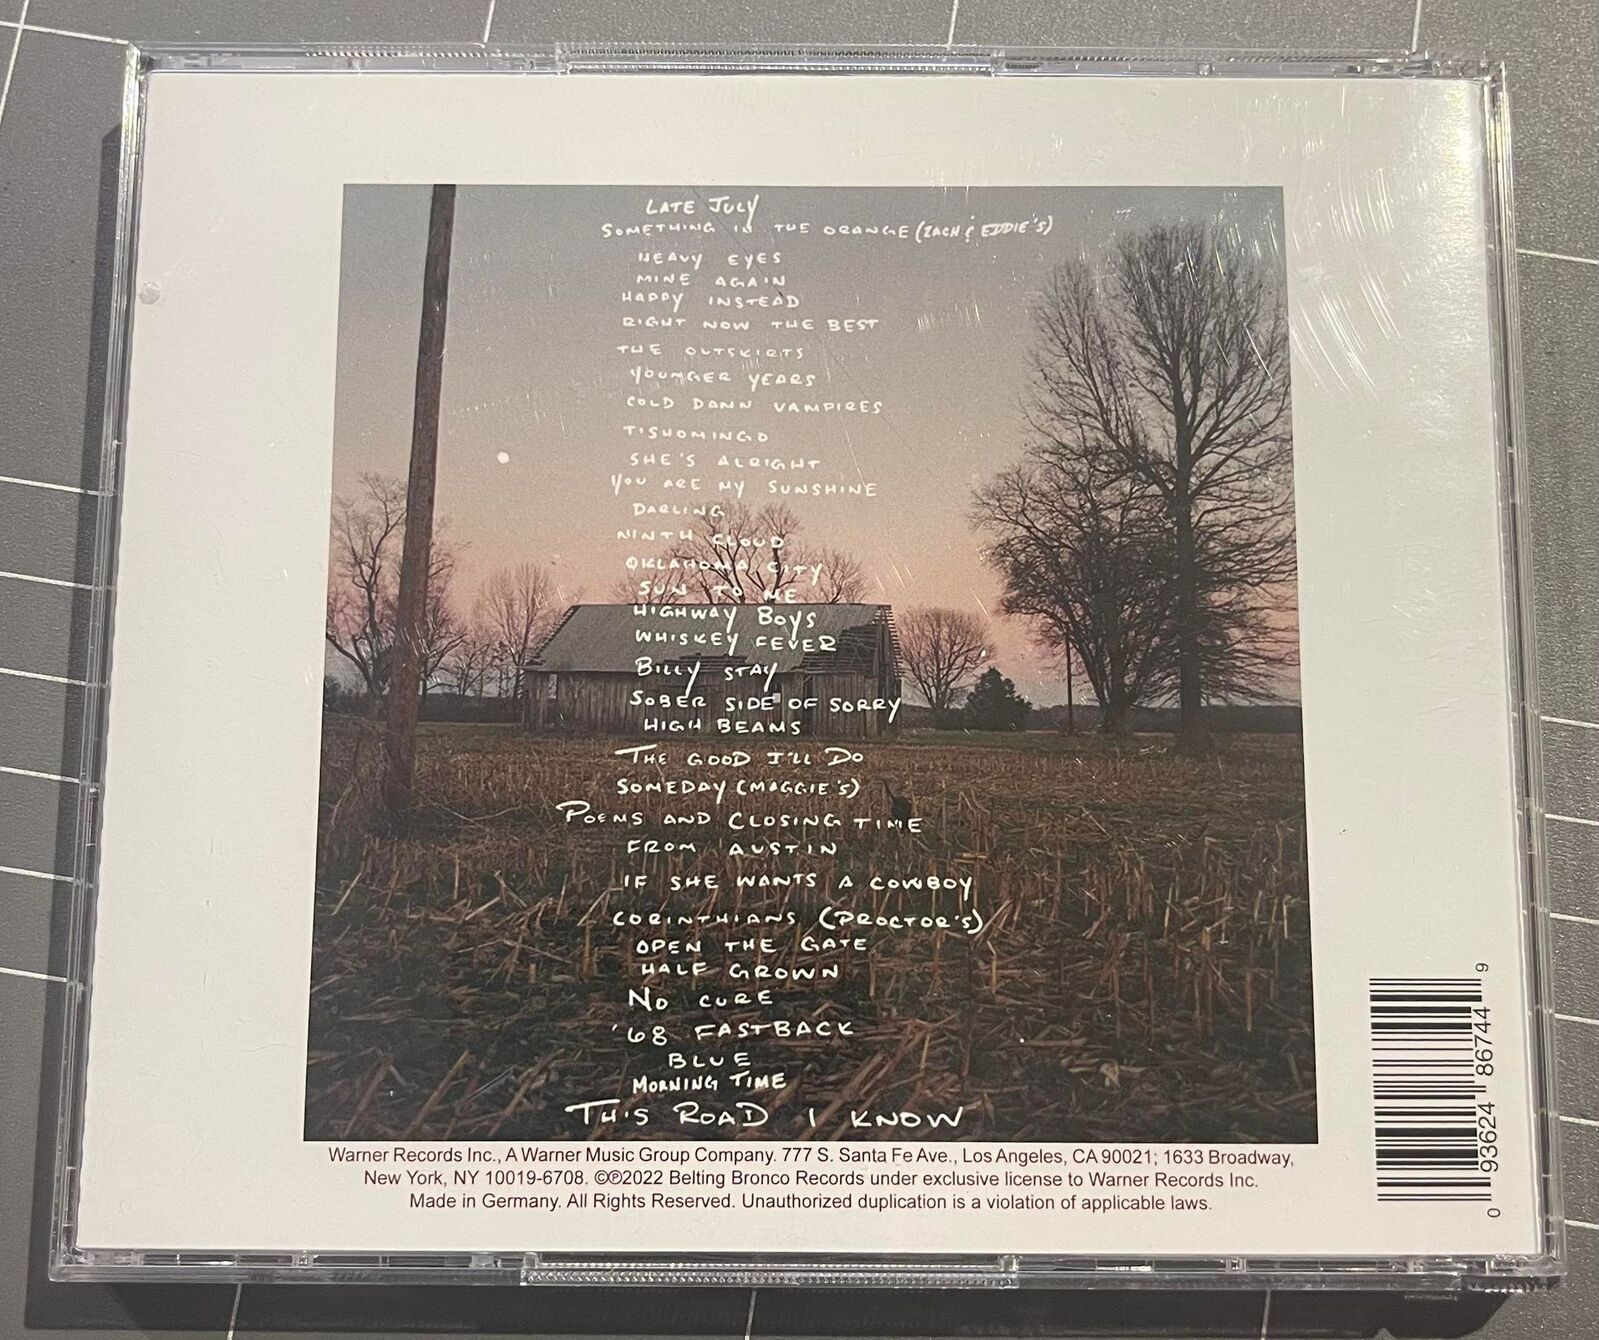 LATE JULY
SOMETHING IN THE ORANGE (ZACH & EDDIE'S)
HEAVY EYES
MINE AGAIN
HAPPY INSTEAD
RIGHT NOW THE BEST
THE OUTSKIRTS
YOUNGER YEARS
COLD DAMN VAMPIRES
TISHOMINGO
SHE'S ALRIGHT
YOU ARE MY SUNSHINE
DARLING
NINTH CLOUD
OKLAHOMA CITY
SUN TO ME
HIGHWAY BOYS
WHISKEY FEVER
BILLY STAY
SOBER SIDE OF SORRY
HIGH BEAMS
THE GOOD I'LL DO
SOMEDAY (MAGGIE'S)
POEMS AND CLOSING TIME
FROM AUSTIN
IF SHE WANTS A COWBOY
CORINTHIANS (PROCTOR'S)
OPEN THE GATE
HALF GROWN
NO CURE
'68 FASTBACK
BLUE
MORNING TIME
THIS ROAD I KNOW
Warner Records Inc., A Warner Music Group Company. 777 S. Santa Fe Ave., Los Angeles, CA 90021; 1633 Broadway,
New York, NY 10019-6708. ©℗2022 Belting Bronco Records under exclusive license to Warner Records Inc.
Made in Germany. All Rights Reserved. Unauthorized duplication is a violation of applicable laws.
0 93624 86744 9